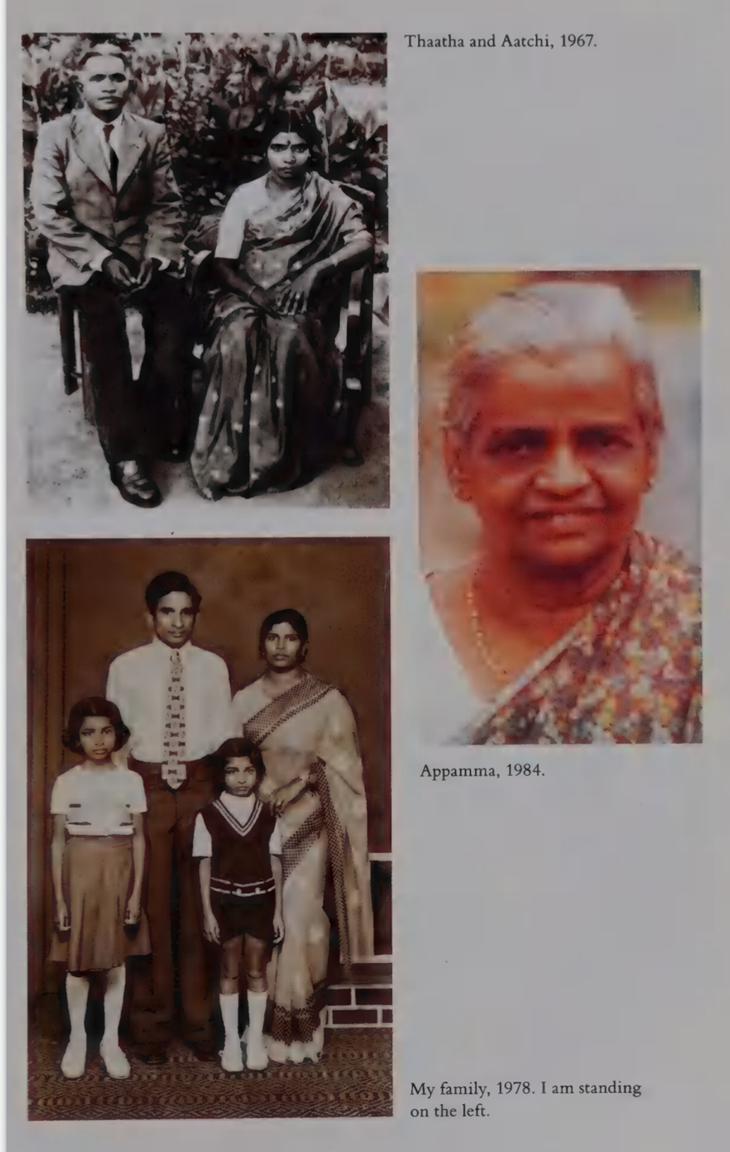 Thaatha and Aatchi, 1967.
Appamma, 1984.
My family, 1978. I am standing
on the left.